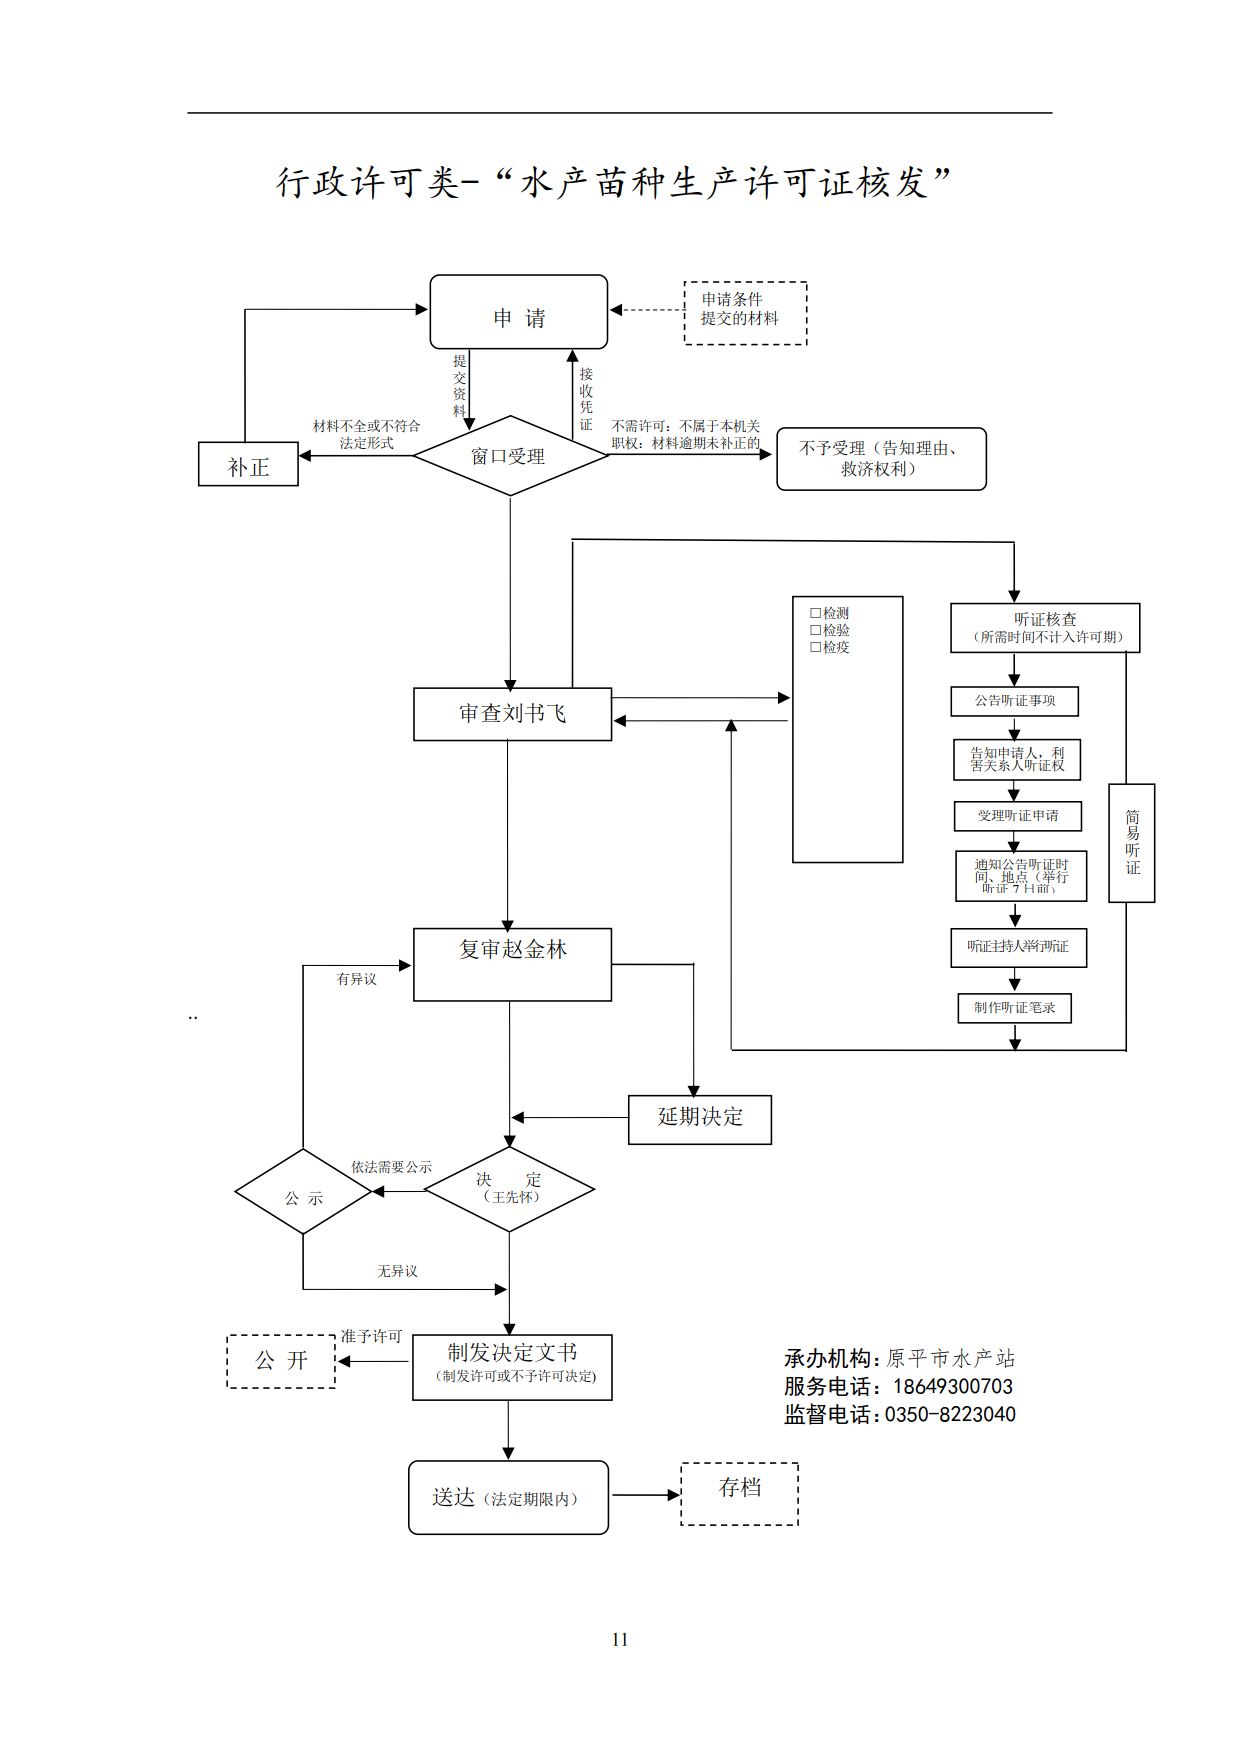 行政许可类-“水产苗种生产许可证核发”
申 请
申请条件
提交的材料
提交资料
接收凭证
材料不全或不符合
法定形式
补正
窗口受理
不需许可：不属于本机关
职权：材料逾期未补正的
不予受理（告知理由、
救济权利）
□检测
□检验
□检疫
听证核查
（所需时间不计入许可期）
公告听证事项
告知申请人，利
害关系人听证权
受理听证申请
通知公告听证时
间、地点（举行
听证 7 日前）
听证主持人举行听证
制作听证笔录
简易听证
审查刘书飞
复审赵金林
有异议
..
延期决定
依法需要公示
决 定
（王先怀）
公 示
无异议
准予许可
公 开
制发决定文书
（制发许可或不予许可决定)
承办机构:原平市水产站
服务电话: 18649300703
监督电话:0350-8223040
送达（法定期限内）
存档
11